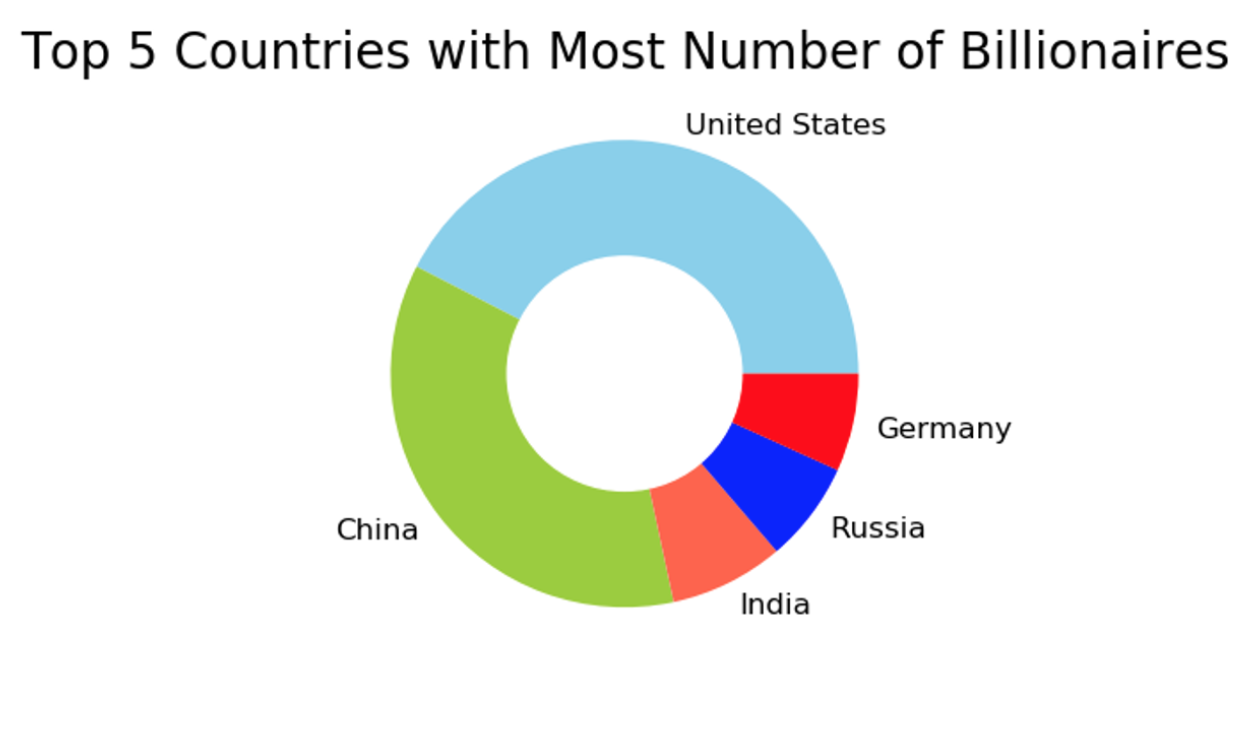 Top 5 Countries with Most Number of Billionaires
United States
Germany
Russia
China
India